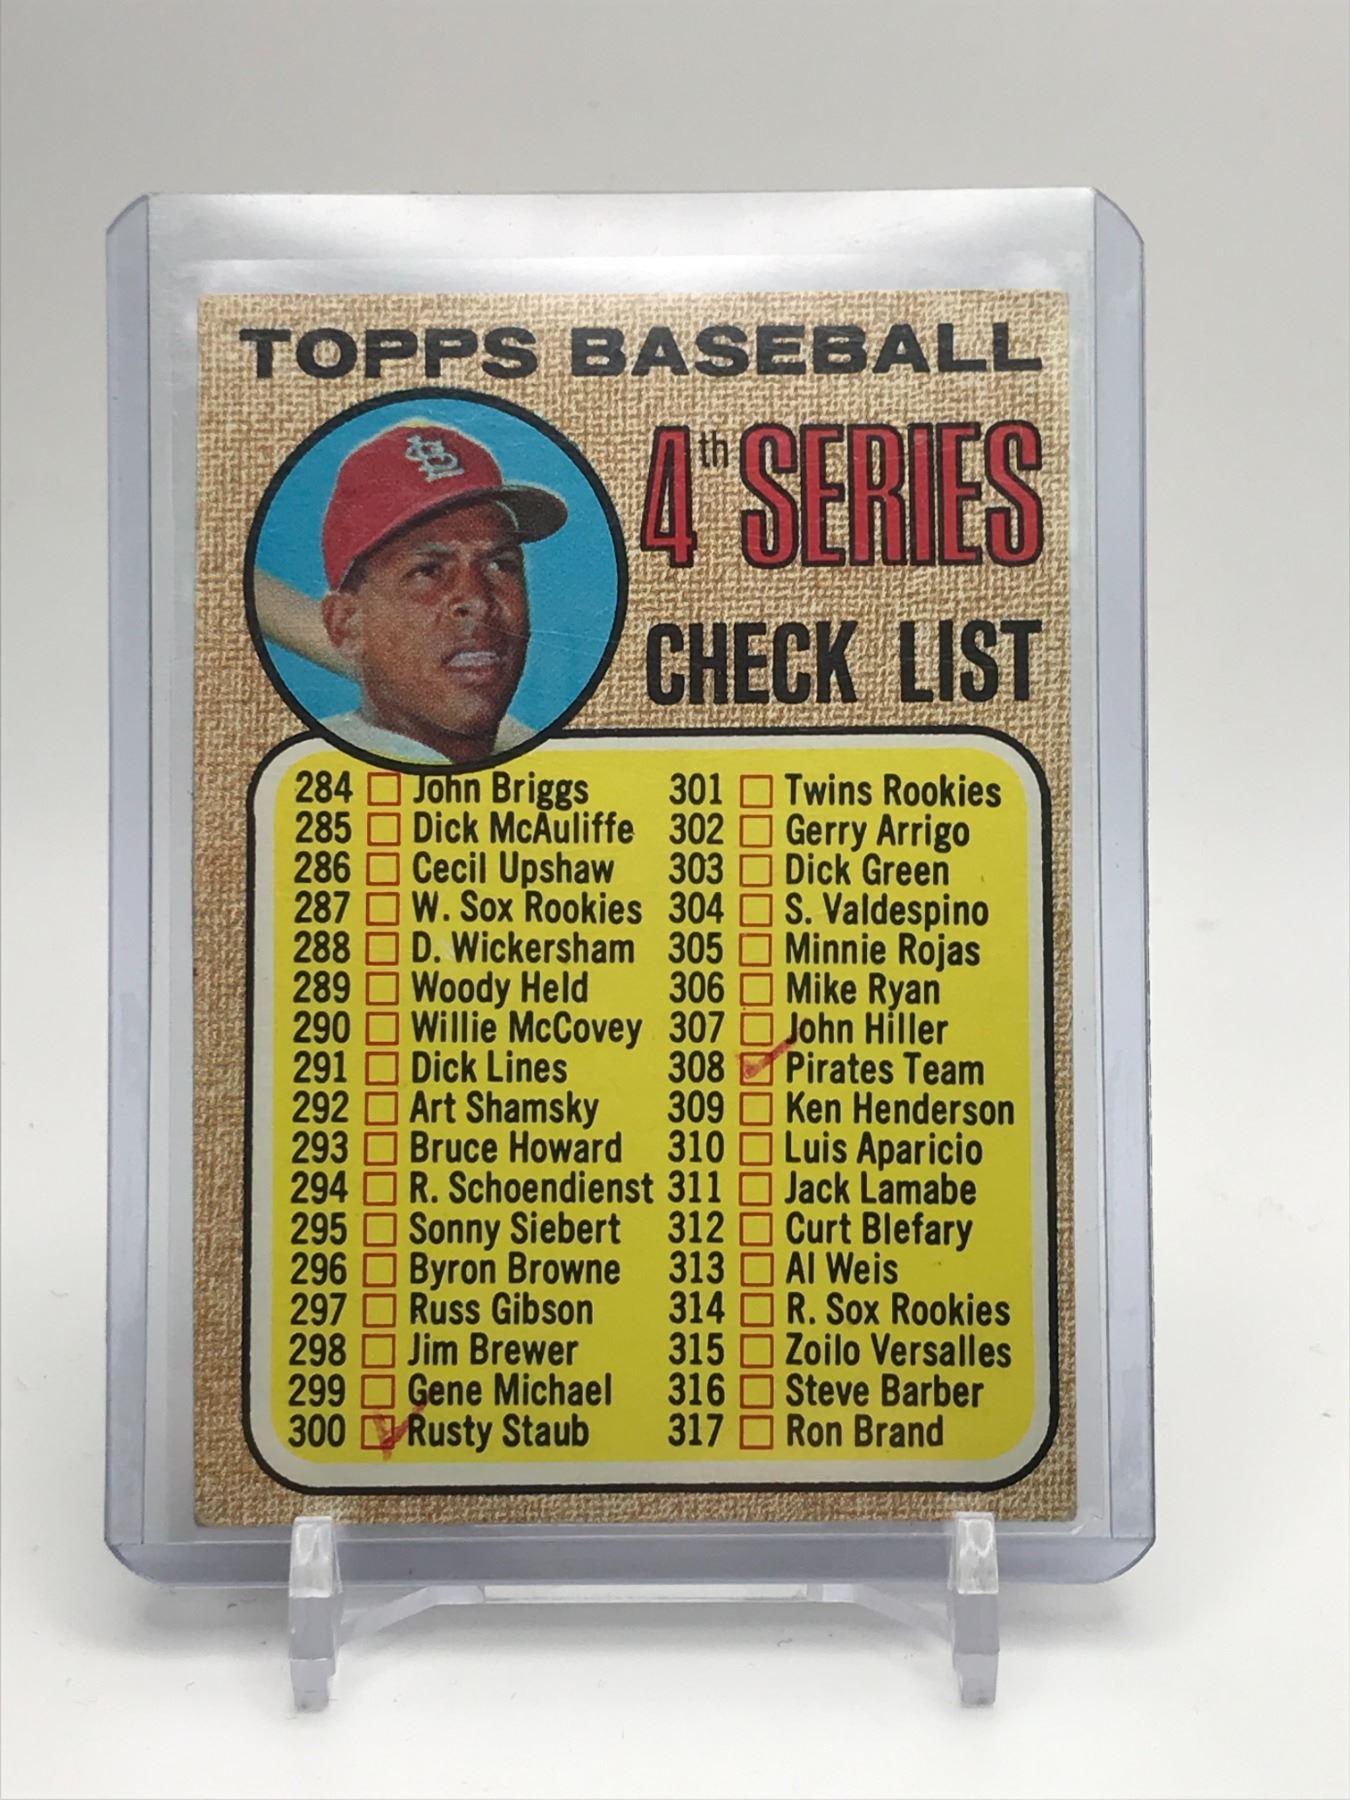 TOPPS BASEBALL
StL
4th SERIES
CHECK LIST
284 John Briggs
285 Dick McAuliffe
286 Cecil Upshaw
287 W. Sox Rookies
288 D. Wickersham
289 Woody Held
290 Willie McCovey
291 Dick Lines
292 Art Shamsky
293 Bruce Howard
294 R. Schoendienst
295 Sonny Siebert
296 Byron Browne
297 Russ Gibson
298 Jim Brewer
299 Gene Michael
300 Rusty Staub
301 Twins Rookies
302 Gerry Arrigo
303 Dick Green
304 S. Valdespino
305 Minnie Rojas
306 Mike Ryan
307 John Hiller
308 Pirates Team
309 Ken Henderson
310 Luis Aparicio
311 Jack Lamabe
312 Curt Blefary
313 Al Weis
314 R. Sox Rookies
315 Zoilo Versalles
316 Steve Barber
317 Ron Brand